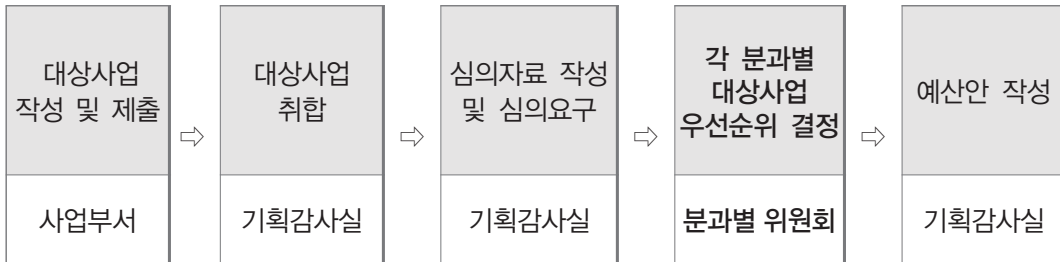 대상사업
작성 및 제출
⇨
대상사업
취합
⇨
심의자료 작성
및 심의요구
⇨
각 분과별
대상사업
우선순위 결정
⇨
예산안 작성
사업부서
기획감사실
기획감사실
분과별 위원회
기획감사실